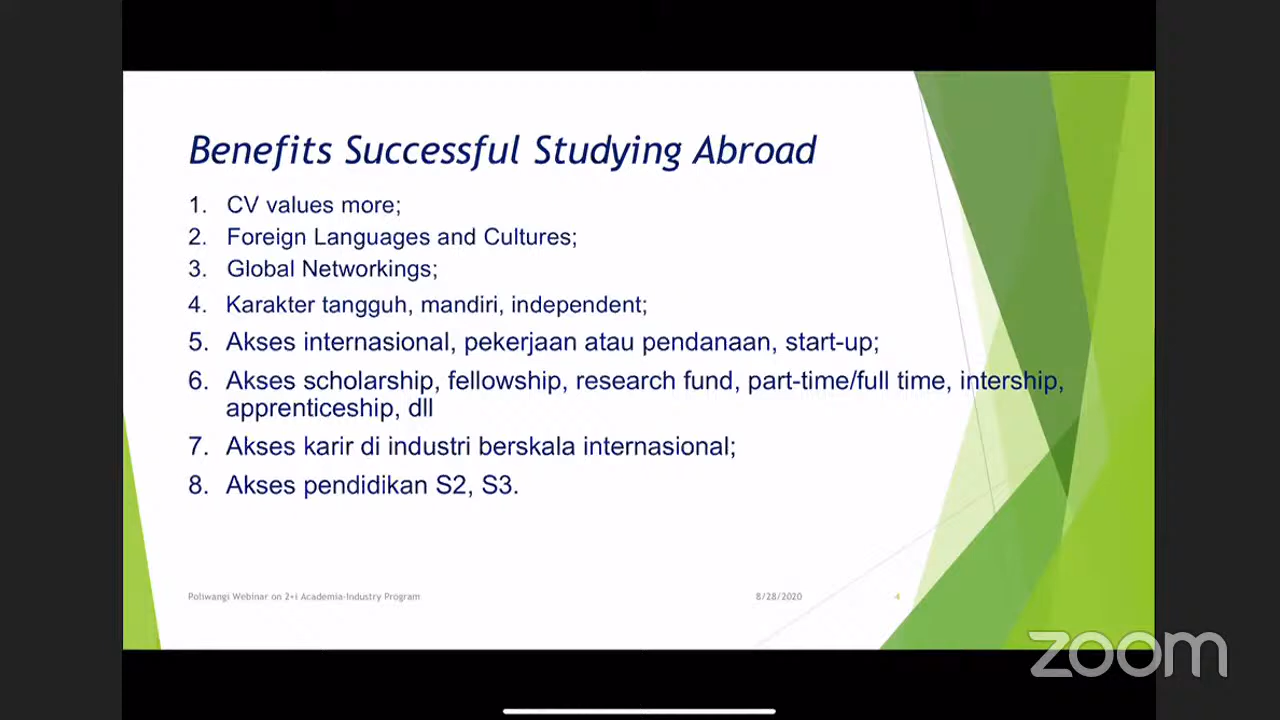 Benefits Successful Studying Abroad
1. CV values more;
2. Foreign Languages and Cultures;
3. Global Networkings;
4. Karakter tangguh, mandiri, independent;
5. Akses internasional, pekerjaan atau pendanaan, start-up;
6. Akses scholarship, fellowship, research fund, part-time/full time, intership,
apprenticeship, dll
7. Akses karir di industri berskala internasional;
8. Akses pendidikan S2, S3.
Poliwangi Webinar on 2+i Academia-Industry Program 8/28/2020 4
zoom